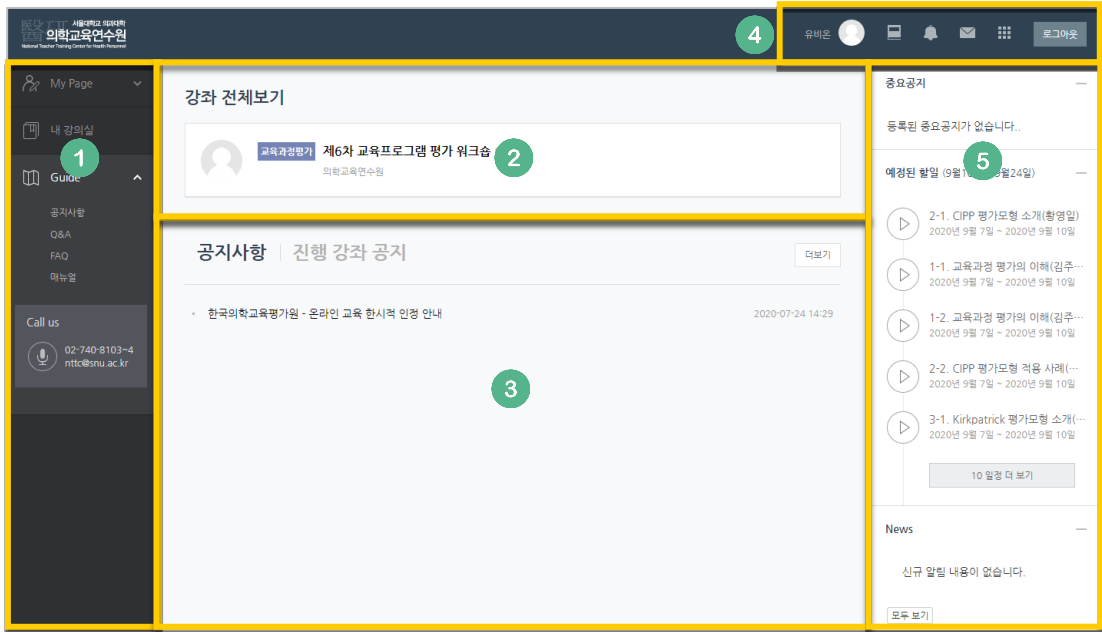 서울대학교 의과대학
의학교육연수원
National Teacher Training Center for Health Personnel
4
유비온
로그아웃
My Page
내 강의실
1
Guide
공지사항
Q&A
FAQ
매뉴얼
Call us
02-740-8103~4
nttc@snu.ac.kr
강좌 전체보기
교육과정평가 제6차 교육프로그램 평가 워크숍
2
의학교육연수원
공지사항 진행 강좌 공지
더보기
한국의학교육평가원 - 온라인 교육 한시적 인정 안내 2020-07-24 14:29
3
중요공지
등록된 중요공지가 없습니다..
5
예정된 할일 (9월1 9월24일)
2-1. CIPP 평가모형 소개(황영일)
2020년 9월 7일 ~ 2020년 9월 10일
1-1. 교육과정 평가의 이해(김주…
2020년 9월 7일 ~ 2020년 9월 10일
1-2. 교육과정 평가의 이해(김주…
2020년 9월 7일 ~ 2020년 9월 10일
2-2. CIPP 평가모형 적용 사례(…
2020년 9월 7일 ~ 2020년 9월 10일
3-1. Kirkpatrick 평가모형 소개(…
2020년 9월 7일 ~ 2020년 9월 10일
10 일정 더 보기
News
신규 알림 내용이 없습니다.
모두 보기